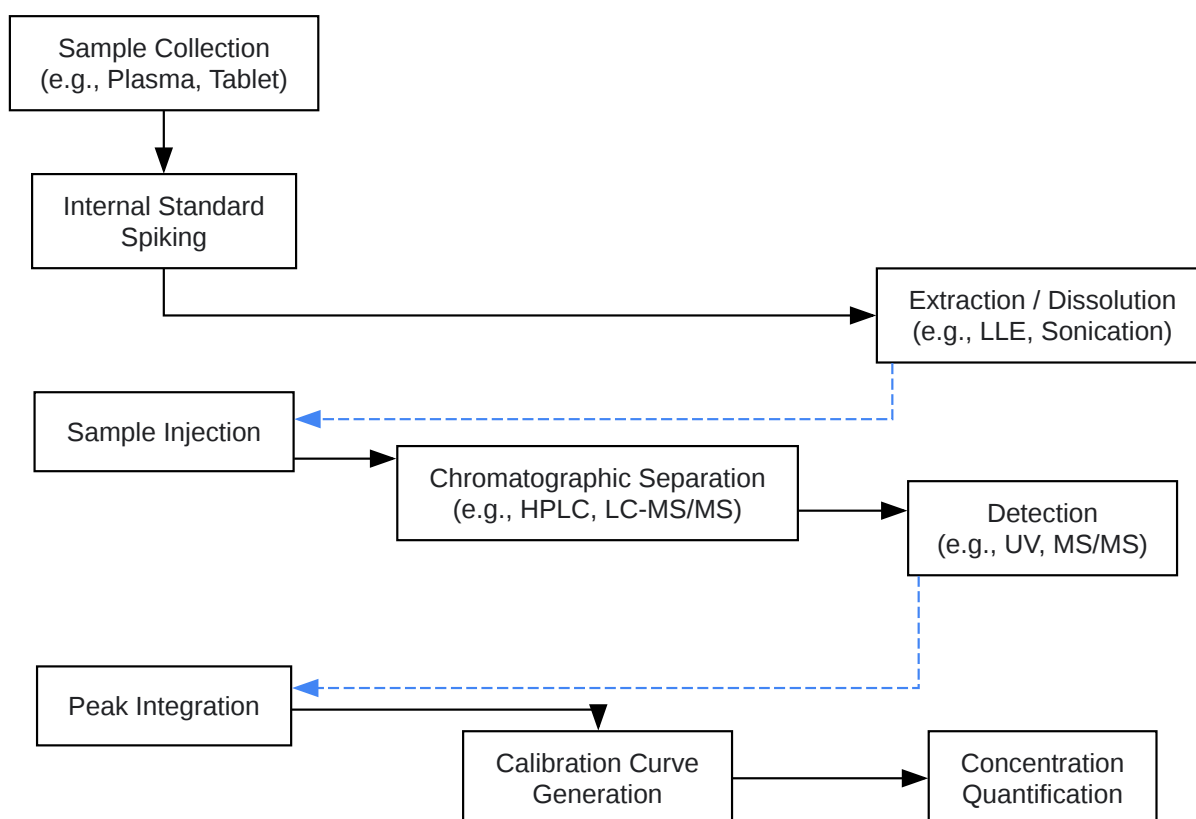 Sample Collection
(e.g., Plasma, Tablet)
Internal Standard
Spiking
Extraction / Dissolution
(e.g., LLE, Sonication)
Sample Injection
Chromatographic Separation
(e.g., HPLC, LC-MS/MS)
Detection
(e.g., UV, MS/MS)
Peak Integration
Calibration Curve
Generation
Concentration
Quantification